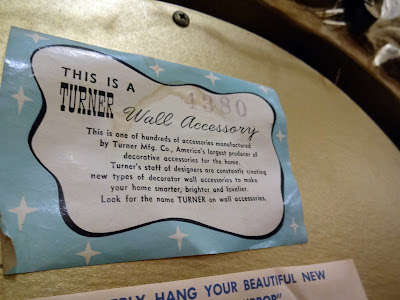 THIS IS A
TURNER
4380
Wall Accessory
This is one of hundreds of accessories manufactured
by Turner Mfg. Co., America's largest producer of
decorative accessories for the home.
Turner's staff of designers are constantly creating
new types of decorator wall accessories to make
your home smarter, brighter and lovelier.
Look for the name TURNER on wall accessories.
HANG YOUR BEAUTIFUL NEW